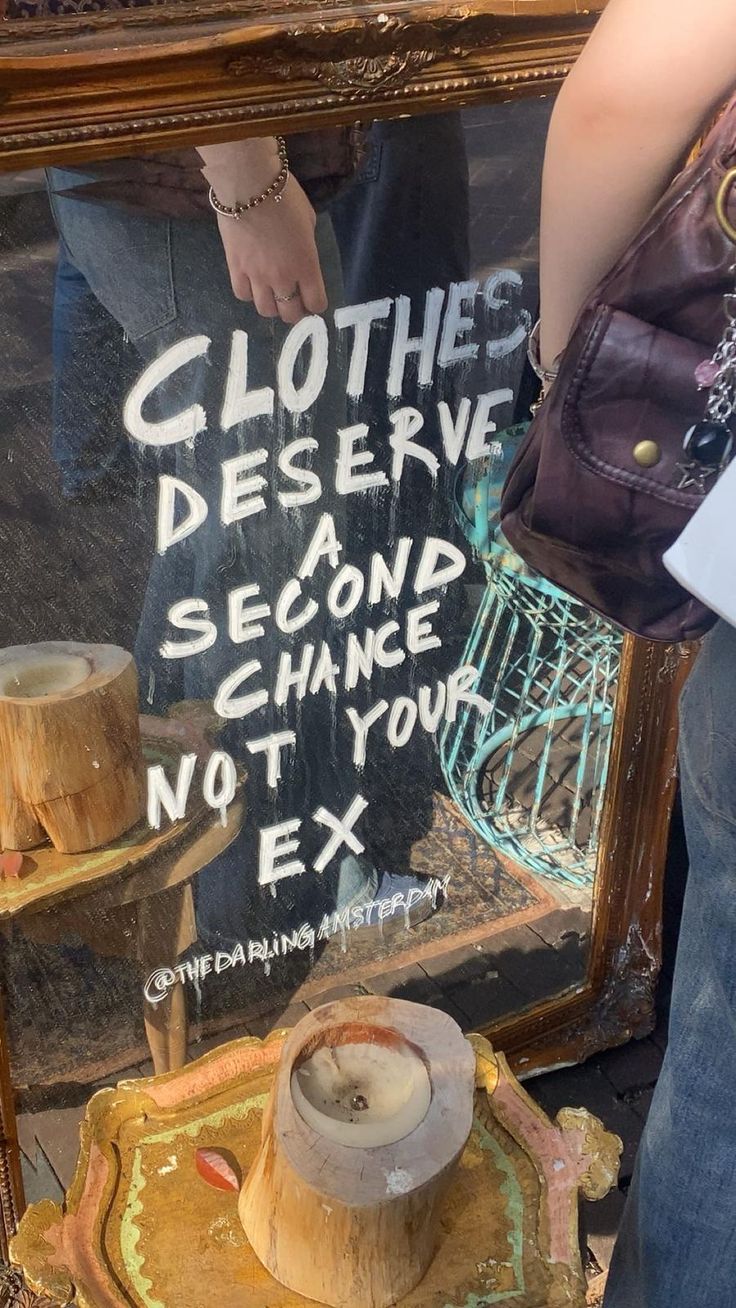 CLOTHES
DESERVE
A
SECOND
CHANCE
NOT YOUR
EX
@THEDARLINGAMSTERDAM